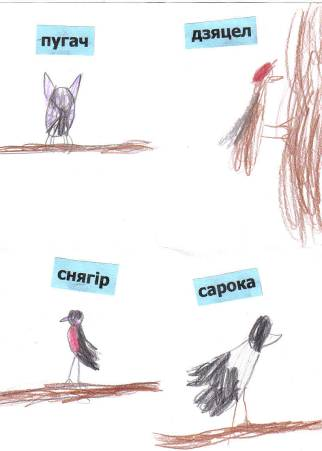 пугач
дзяцел
снягір
сарока